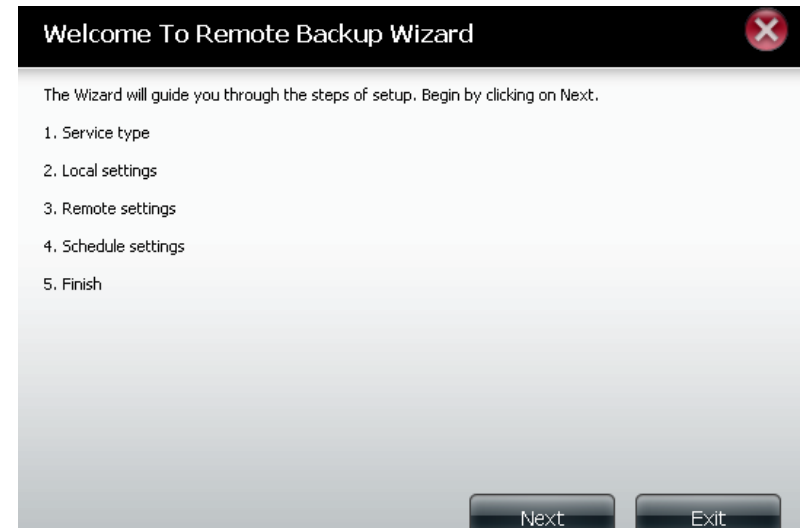 Welcome To Remote Backup Wizard
The Wizard will guide you through the steps of setup. Begin by clicking on Next.
1. Service type
2. Local settings
3. Remote settings
4. Schedule settings
5. Finish
Next
Exit